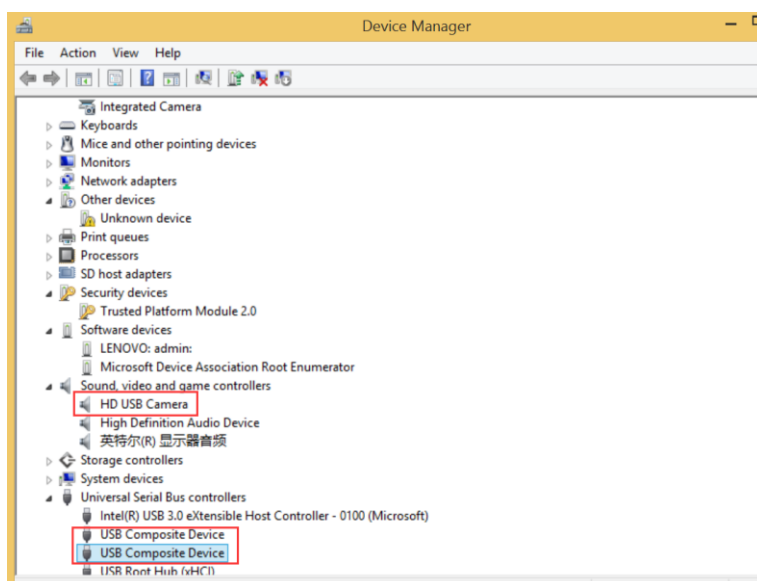 Device Manager
File Action View Help
Integrated Camera
Keyboards
Mice and other pointing devices
Monitors
Network adapters
Other devices
Unknown device
Print queues
Processors
SD host adapters
Security devices
Trusted Platform Module 2.0
Software devices
LENOVO: admin:
Microsoft Device Association Root Enumerator
Sound, video and game controllers
HD USB Camera
High Definition Audio Device
英特尔(R) 显示器音频
Storage controllers
System devices
Universal Serial Bus controllers
Intel(R) USB 3.0 eXtensible Host Controller - 0100 (Microsoft)
USB Composite Device
USB Composite Device
USB Root Hub (xHCI)